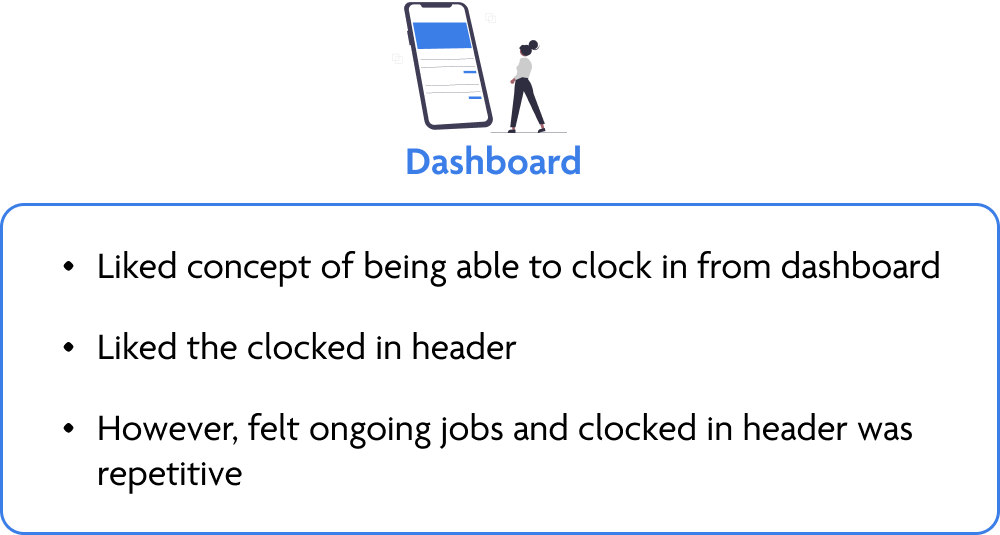 Dashboard
• Liked concept of being able to clock in from dashboard
• Liked the clocked in header
• However, felt ongoing jobs and clocked in header was
repetitive